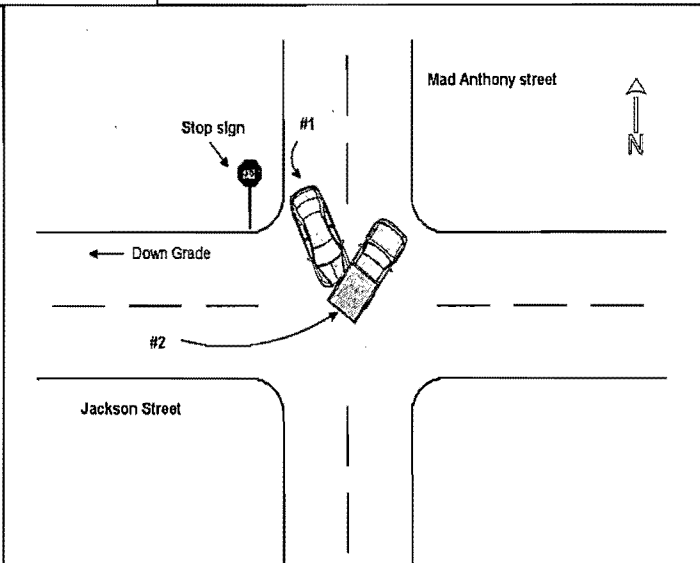 Mad Anthony street
#1
Stop sign
N
Down Grade
#2
Jackson Street